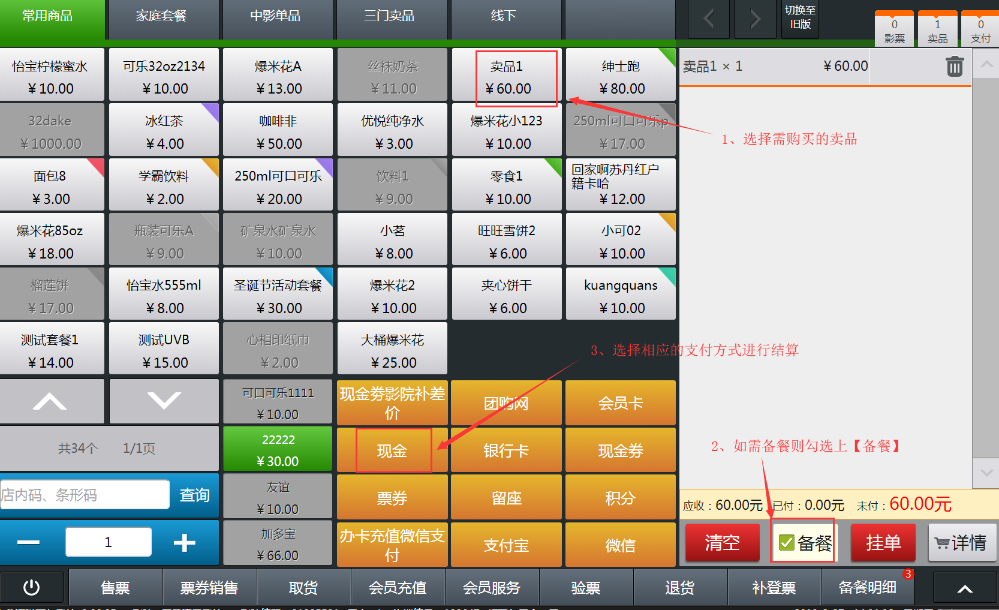 常用商品
家庭套餐
中影单品
三门卖品
线下
切换至
旧版
0
影票
1
卖品
0
支付
怡宝柠檬蜜水
¥10.00
可乐32oz2134
¥10.00
爆米花A
¥13.00
丝袜奶茶
¥11.00
卖品1
¥60.00
绅士跑
¥80.00
卖品1 × 1
¥60.00
32dake
¥1000.00
冰红茶
¥4.00
咖啡非
¥50.00
优悦纯净水
¥3.00
爆米花小123
¥10.00
250ml可口可乐p
¥17.00
1、选择需购买的卖品
面包8
¥3.00
学霸饮料
¥2.00
250ml可口可乐
¥20.00
饮料1
¥9.00
零食1
¥10.00
回家啊苏丹红户
籍卡哈
¥12.00
爆米花85oz
¥18.00
瓶装可乐A
¥9.00
矿泉水矿泉水
¥10.00
小茗
¥8.00
旺旺雪饼2
¥6.00
小可02
¥10.00
榴莲饼
¥17.00
怡宝水555ml
¥8.00
圣诞节活动套餐
¥30.00
爆米花2
¥10.00
夹心饼干
¥6.00
kuangquans
¥10.00
测试套餐1
¥14.00
测试UVB
¥15.00
心相印纸巾
¥2.00
大桶爆米花
¥25.00
3、选择相应的支付方式进行结算
可口可乐1111
¥10.00
现金券影院补差
价
团购网
会员卡
共34个
1/1页
22222
¥30.00
现金
银行卡
现金券
2、如需备餐则勾选上【备餐】
店内码、条形码
查询
友谊
¥10.00
票券
留座
积分
应收：60.00元
已付：0.00元
未付：60.00元
1
加多宝
¥66.00
办卡充值微信支
付
支付宝
微信
清空
备餐
挂单
详情
售票
票券销售
取货
会员充值
会员服务
验票
退货
补登票
备餐明细
3